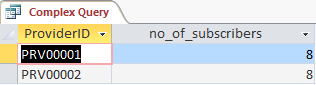 Complex Query
ProviderID no_of_subscribers
PRV00001 8
PRV00002 8